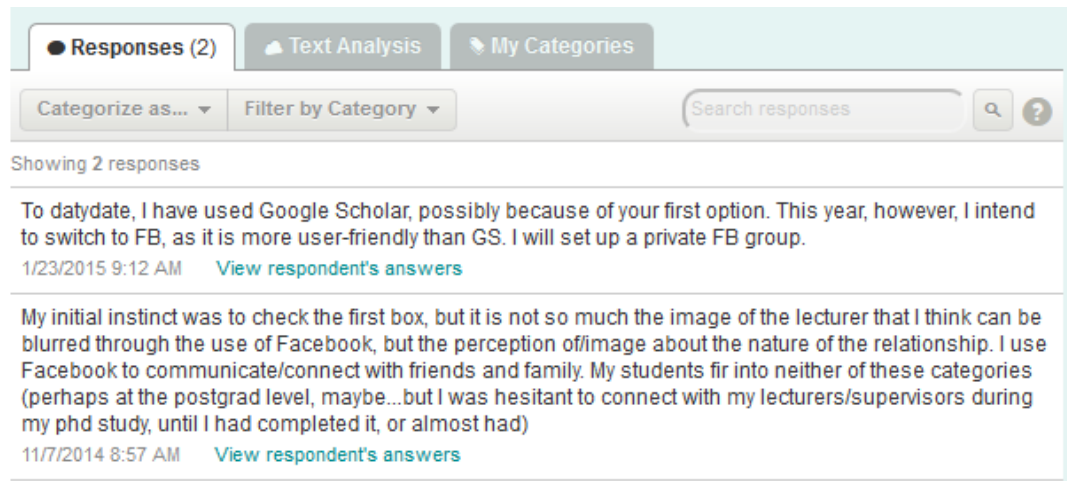 Responses (2) Text Analysis My Categories
Categorize as... Filter by Category Search responses ?
Showing 2 responses
To datydate, I have used Google Scholar, possibly because of your first option. This year, however, I intend
to switch to FB, as it is more user-friendly than GS. I will set up a private FB group.
1/23/2015 9:12 AM View respondent's answers
My initial instinct was to check the first box, but it is not so much the image of the lecturer that I think can be
blurred through the use of Facebook, but the perception of/image about the nature of the relationship. I use
Facebook to communicate/connect with friends and family. My students fir into neither of these categories
(perhaps at the postgrad level, maybe...but I was hesitant to connect with my lecturers/supervisors during
my phd study, until I had completed it, or almost had)
11/7/2014 8:57 AM View respondent's answers